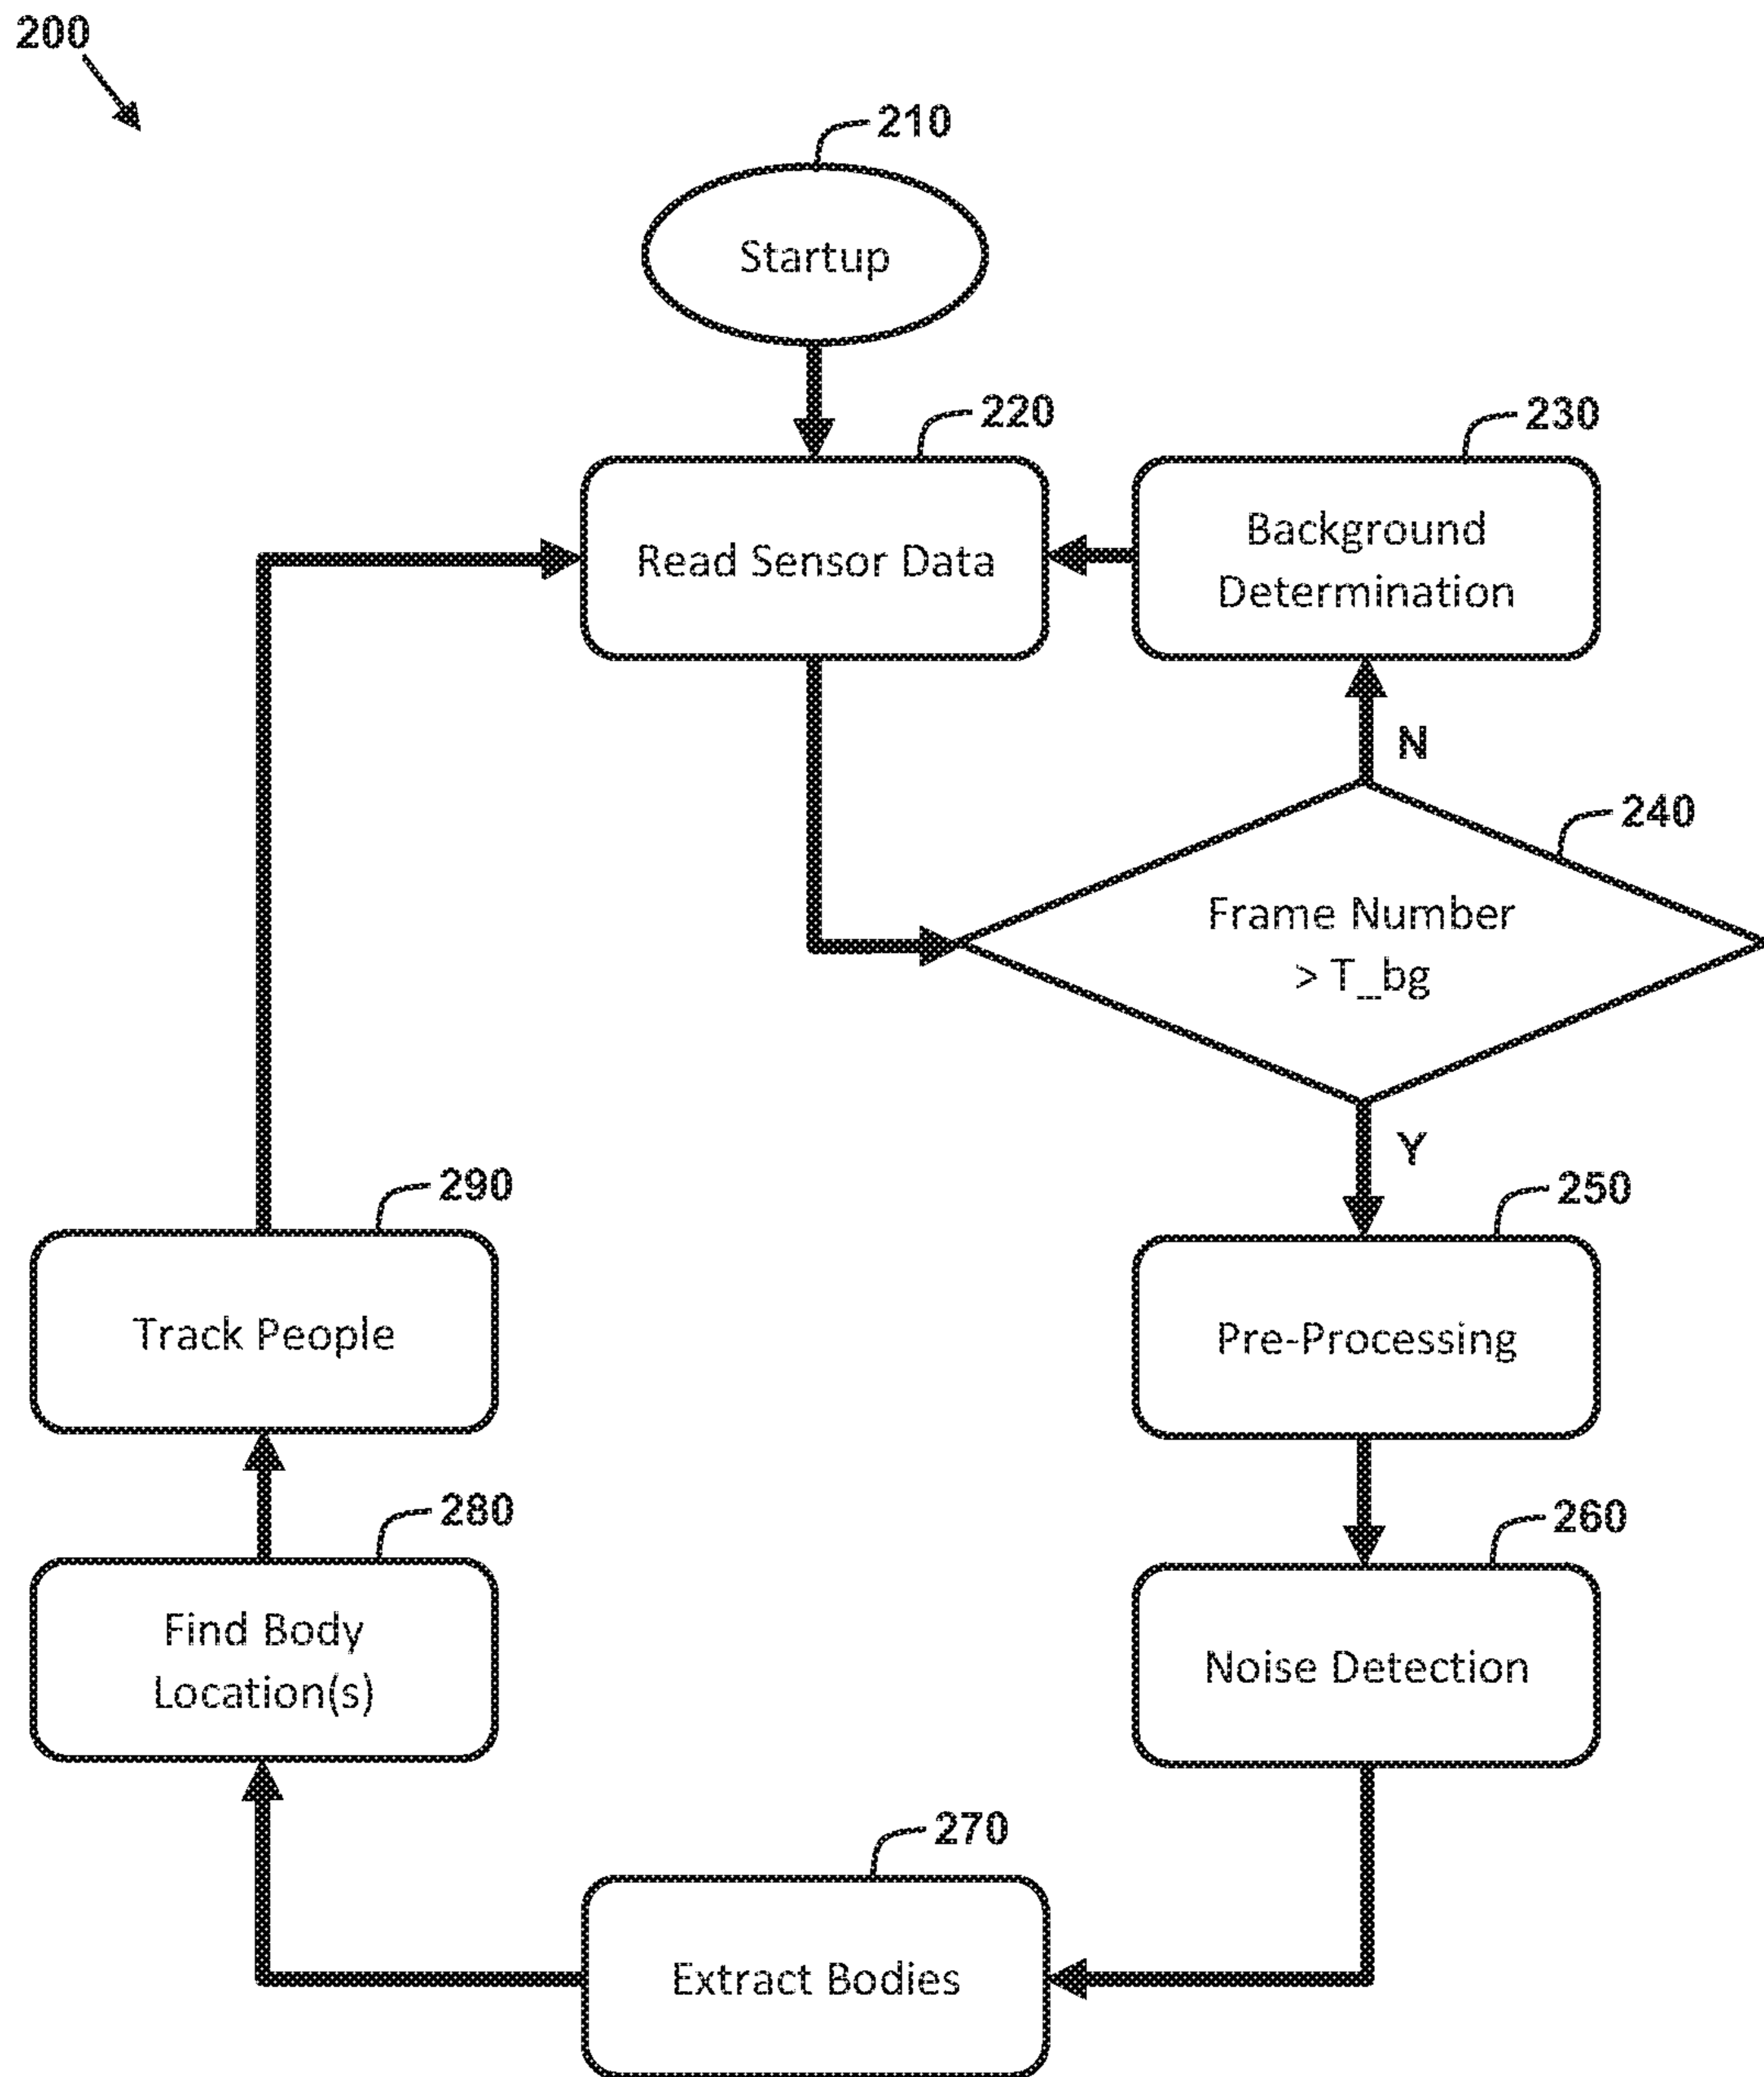 200
210
Startup
220
230
Read Sensor Data
Background
Determination
N
240
Frame Number
> T_bg
Y
290
250
Track People
Pre-Processing
280
260
Find Body
Location(s)
Noise Detection
270
Extract Bodies